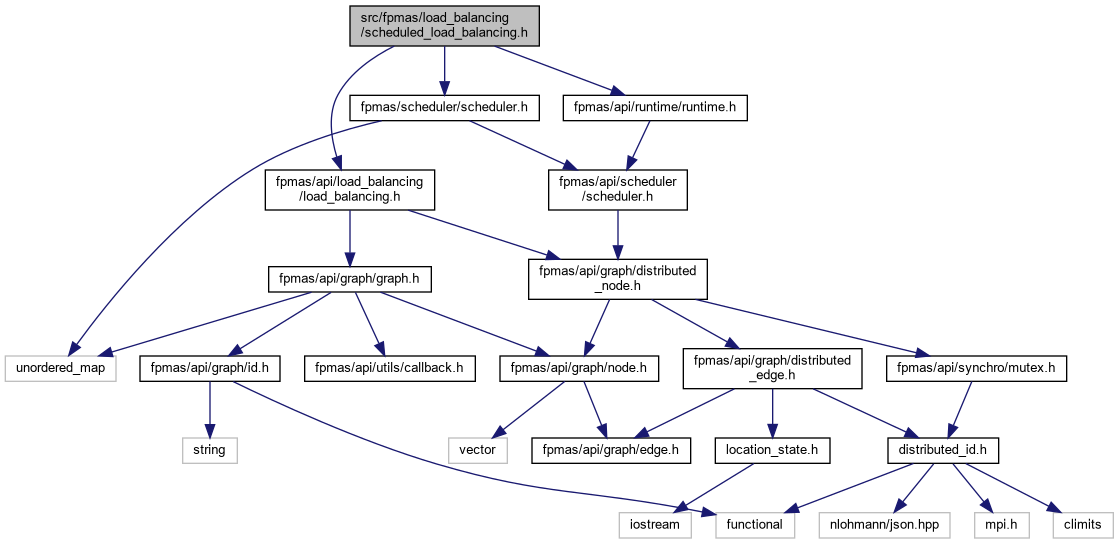 src/fpmas/load_balancing
/scheduled_load_balancing.h
fpmas/scheduler/scheduler.h
fpmas/api/runtime/runtime.h
fpmas/api/load_balancing
/load_balancing.h
fpmas/api/scheduler
/scheduler.h
fpmas/api/graph/graph.h
fpmas/api/graph/distributed
_node.h
unordered_map
fpmas/api/graph/id.h
fpmas/api/utils/callback.h
fpmas/api/graph/node.h
fpmas/api/graph/distributed
_edge.h
fpmas/api/synchro/mutex.h
string
vector
fpmas/api/graph/edge.h
location_state.h
distributed_id.h
iostream
functional
nlohmann/json.hpp
mpi.h
climits